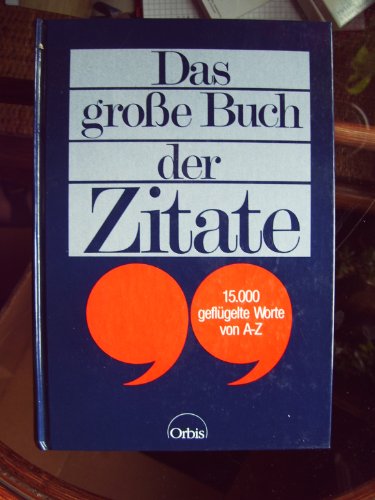 Das
große Buch
der
Zitate
15.000
geflügelte Worte
von A-Z
Orbis